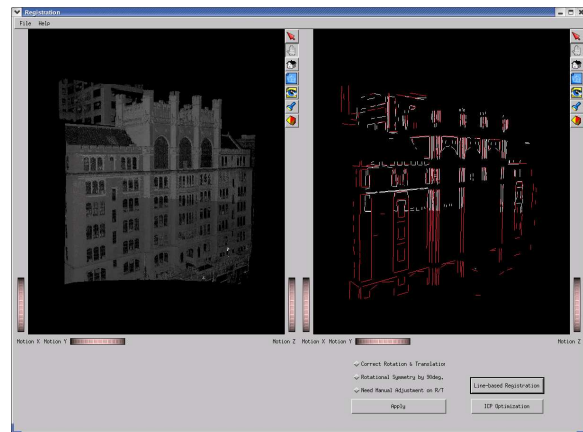 Registration
File Help
Motion X Motion Y Motion Z Motion X Motion Y Motion Z
Correct Rotation & Translation
Rotational Symmetry by 90deg.
Need Manual Adjustment on R/T
Line-based Registration
Apply ICP Optimization